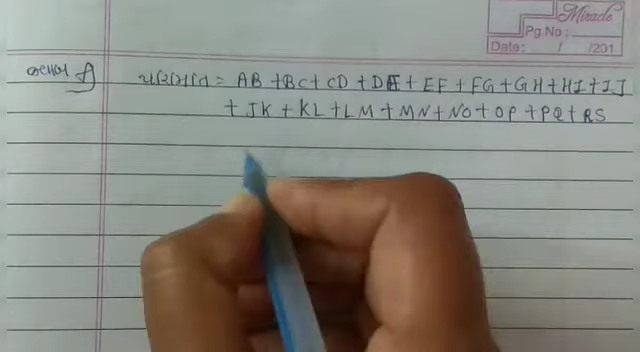 Miracle
Pg.No:
Date: / /201
પરિમિતિ = AB + BC + CD + DE + EF + FG + GH + HI + IJ
+ JK + KL + LM + MN + NO + OP + PQ + RS